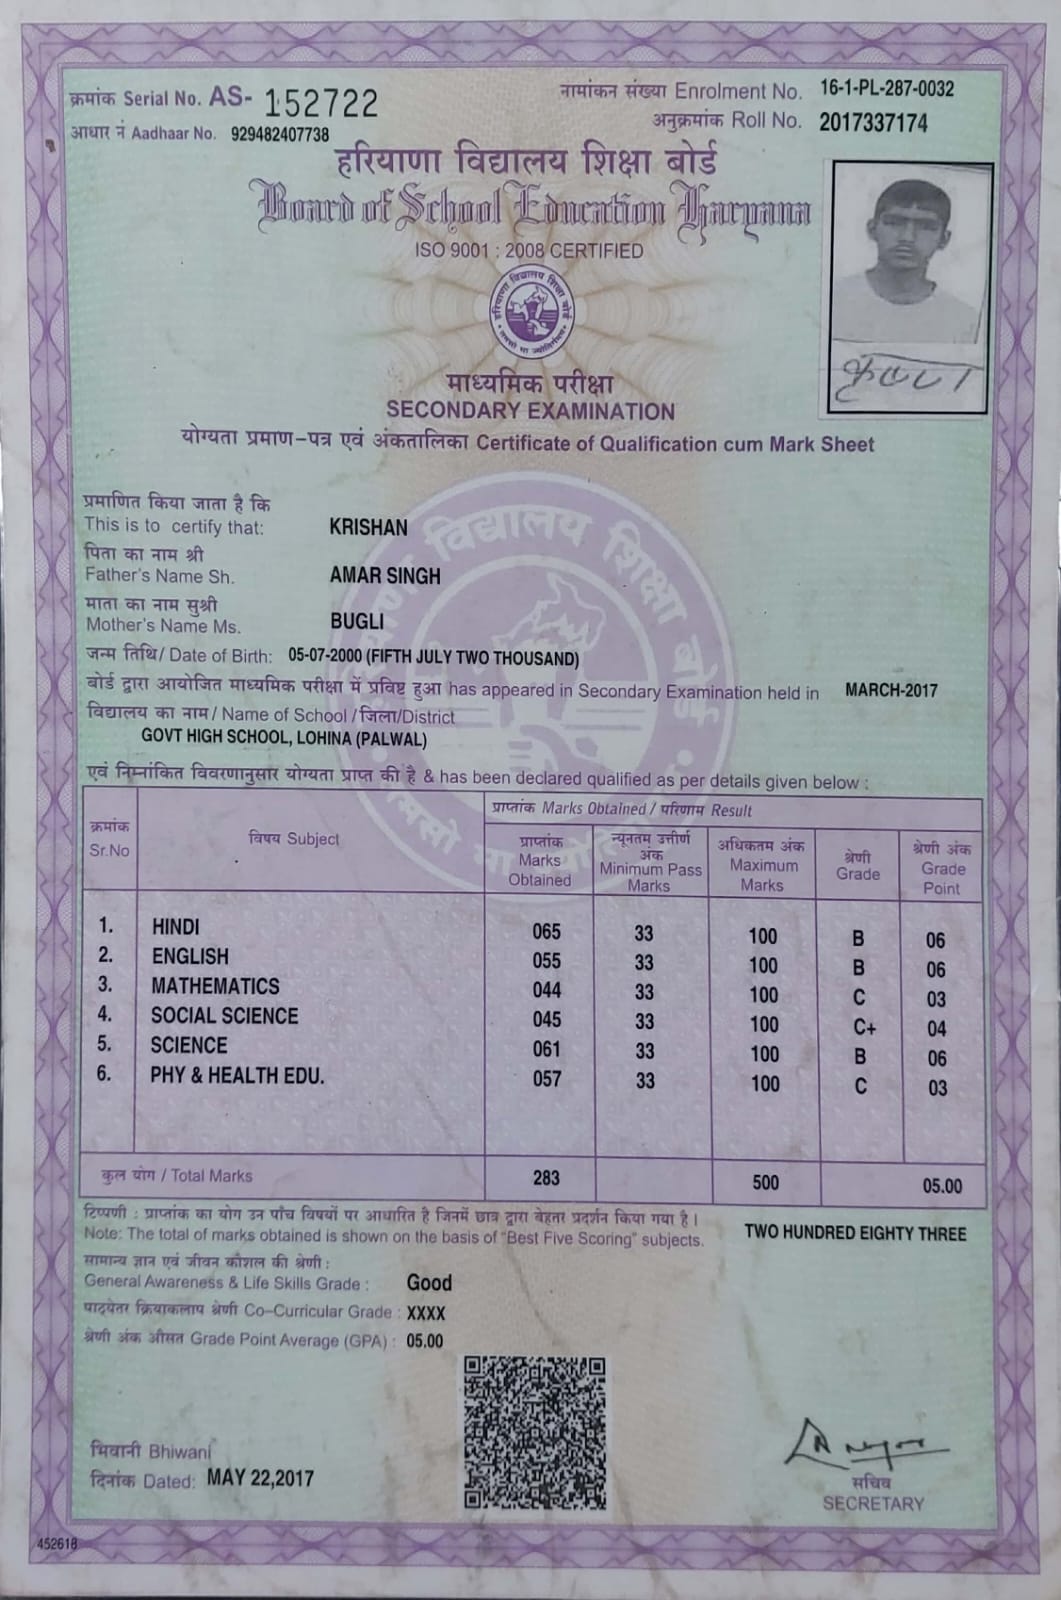 क्रमांक Serial No. AS- 152722
नामांकन संख्या Enrolment No. 16-1-PL-287-0032
आधार नं Aadhaar No. 929482407738
अनुक्रमांक Roll No. 2017337174
हरियाणा विद्यालय शिक्षा बोर्ड
Board of School Education Haryana
ISO 9001 : 2008 CERTIFIED
हरियाणा विद्यालय शिक्षा बोर्ड
तमसो मा ज्योतिर्गमय
कृष्ण
माध्यमिक परीक्षा
SECONDARY EXAMINATION
योग्यता प्रमाण-पत्र एवं अंकतालिका Certificate of Qualification cum Mark Sheet
प्रमाणित किया जाता है कि
This is to certify that: KRISHAN
पिता का नाम श्री
Father's Name Sh. AMAR SINGH
माता का नाम सुश्री
Mother's Name Ms. BUGLI
जन्म तिथि/ Date of Birth: 05-07-2000 (FIFTH JULY TWO THOUSAND)
बोर्ड द्वारा आयोजित माध्यमिक परीक्षा में प्रविष्ट हुआ has appeared in Secondary Examination held in MARCH-2017
विद्यालय का नाम/ Name of School /जिला/District
GOVT HIGH SCHOOL, LOHINA (PALWAL)
एवं निम्नांकित विवरणानुसार योग्यता प्राप्त की है & has been declared qualified as per details given below :
क्रमांक Sr.No विषय Subject प्राप्तांक Marks Obtained / परिणाम Result
प्राप्तांक Marks Obtained न्यूनतम उत्तीर्ण अंक Minimum Pass Marks अधिकतम अंक Maximum Marks श्रेणी Grade श्रेणी अंक Grade Point
1. HINDI 065 33 100 B 06
2. ENGLISH 055 33 100 B 06
3. MATHEMATICS 044 33 100 C 03
4. SOCIAL SCIENCE 045 33 100 C+ 04
5. SCIENCE 061 33 100 B 06
6. PHY & HEALTH EDU. 057 33 100 C 03
कुल योग / Total Marks 283 500 05.00
टिप्पणी : प्राप्तांक का योग उन पाँच विषयों पर आधारित है जिनमें छात्र द्वारा बेहतर प्रदर्शन किया गया है।
Note: The total of marks obtained is shown on the basis of "Best Five Scoring" subjects. TWO HUNDRED EIGHTY THREE
सामान्य ज्ञान एवं जीवन कौशल की श्रेणी :
General Awareness & Life Skills Grade : Good
पाठ्येतर क्रियाकलाप श्रेणी Co-Curricular Grade : XXXX
श्रेणी अंक औसत Grade Point Average (GPA) : 05.00
भिवानी Bhiwani
दिनांक Dated: MAY 22,2017
सचिव
SECRETARY
452618